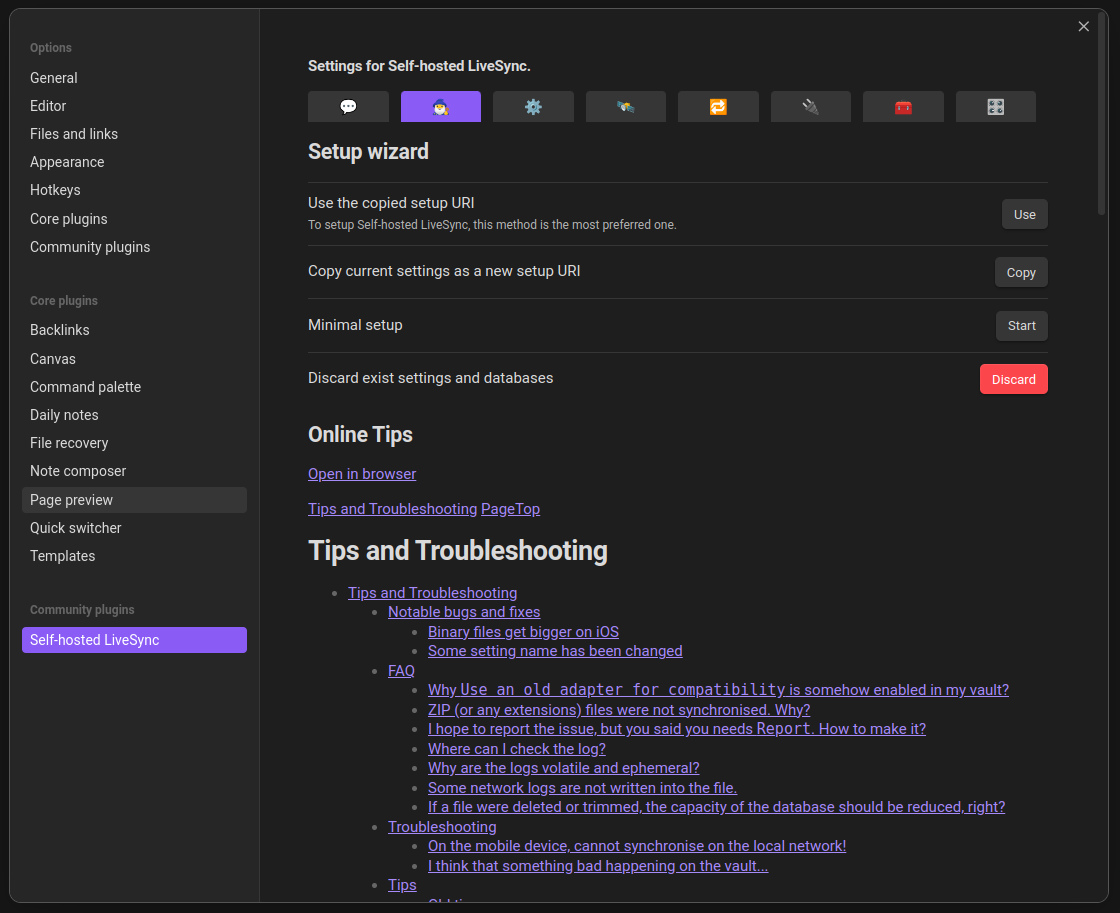 Options
General
Editor
Files and links
Appearance
Hotkeys
Core plugins
Community plugins
Core plugins
Backlinks
Canvas
Command palette
Daily notes
File recovery
Note composer
Page preview
Quick switcher
Templates
Community plugins
Self-hosted LiveSync
Settings for Self-hosted LiveSync.
Setup wizard
Use the copied setup URI
To setup Self-hosted LiveSync, this method is the most preferred one.
Use
Copy current settings as a new setup URI
Copy
Minimal setup
Start
Discard exist settings and databases
Discard
Online Tips
Open in browser
Tips and Troubleshooting PageTop
Tips and Troubleshooting
Tips and Troubleshooting
Notable bugs and fixes
Binary files get bigger on iOS
Some setting name has been changed
FAQ
Why Use an old adapter for compatibility is somehow enabled in my vault?
ZIP (or any extensions) files were not synchronised. Why?
I hope to report the issue, but you said you needs Report. How to make it?
Where can I check the log?
Why are the logs volatile and ephemeral?
Some network logs are not written into the file.
If a file were deleted or trimmed, the capacity of the database should be reduced, right?
Troubleshooting
On the mobile device, cannot synchronise on the local network!
I think that something bad happening on the vault...
Tips